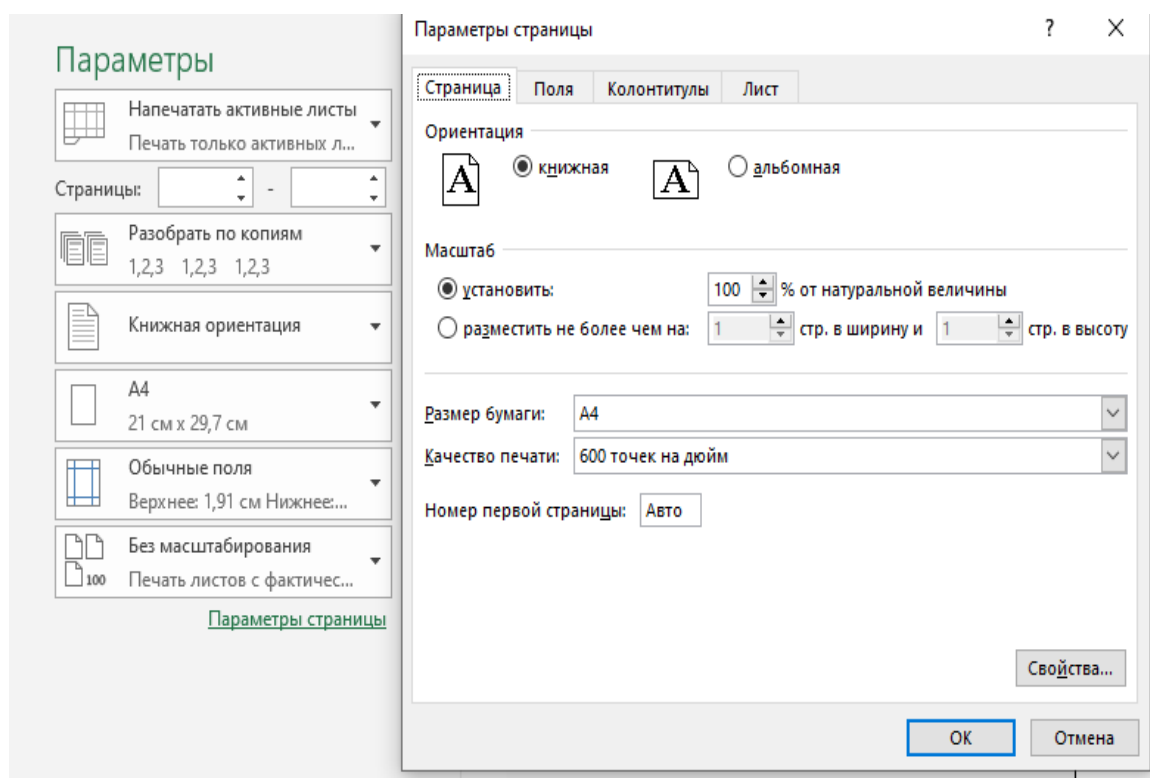 Параметры
Напечатать активные листы
Печать только активных л...
Страницы: -
Разобрать по копиям
1,2,3 1,2,3 1,2,3
Книжная ориентация
A4
21 см x 29,7 см
Обычные поля
Верхнее: 1,91 см Нижнее:...
Без масштабирования
100 Печать листов с фактичес...
Параметры страницы
Параметры страницы ? X
Страница Поля Колонтитулы Лист
Ориентация
A книжная A альбомная
Масштаб
установить: 100 % от натуральной величины
разместить не более чем на: 1 стр. в ширину и 1 стр. в высоту
Размер бумаги: A4
Качество печати: 600 точек на дюйм
Номер первой страницы: Авто
Свойства...
ОК Отмена